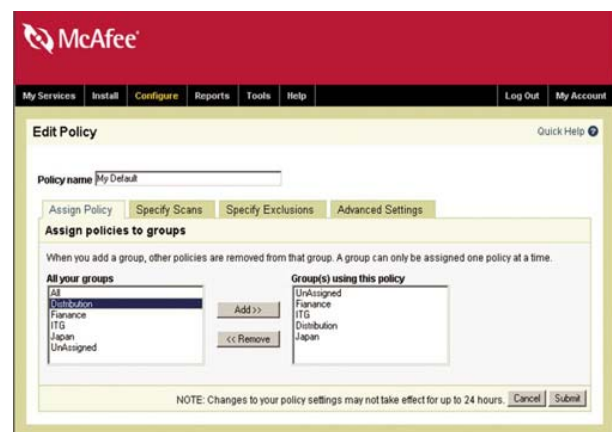 McAfee
My Services Install Configure Reports Tools Help Log Out My Account
Edit Policy Quick Help
Policy name My Default
Assign Policy Specify Scans Specify Exclusions Advanced Settings
Assign policies to groups
When you add a group, other policies are removed from that group. A group can only be assigned one policy at a time.
All your groups
All
Distribution
Fianance
ITG
Japan
UnAssigned
Add >>
<< Remove
Group(s) using this policy
UnAssigned
Fianance
ITG
Distribution
Japan
NOTE: Changes to your policy settings may not take effect for up to 24 hours. Cancel Submit